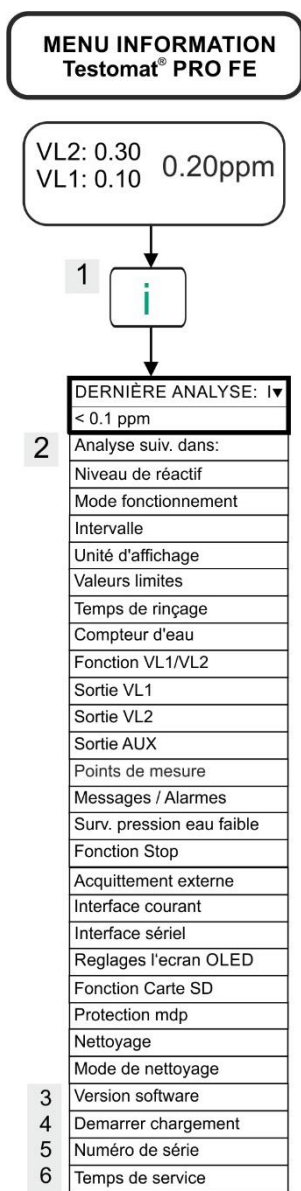 MENU INFORMATION
Testomat® PRO FE
VL2: 0.30
VL1: 0.10
0.20ppm
1
i
DERNIÈRE ANALYSE: I▼
< 0.1 ppm
2
Analyse suiv. dans:
Niveau de réactif
Mode fonctionnement
Intervalle
Unité d'affichage
Valeurs limites
Temps de rinçage
Compteur d'eau
Fonction VL1/VL2
Sortie VL1
Sortie VL2
Sortie AUX
Points de mesure
Messages / Alarmes
Surv. pression eau faible
Fonction Stop
Acquittement externe
Interface courant
Interface sériel
Reglages l'ecran OLED
Fonction Carte SD
Protection mdp
Nettoyage
Mode de nettoyage
3 Version software
4 Demarrer chargement
5 Numéro de série
6 Temps de service